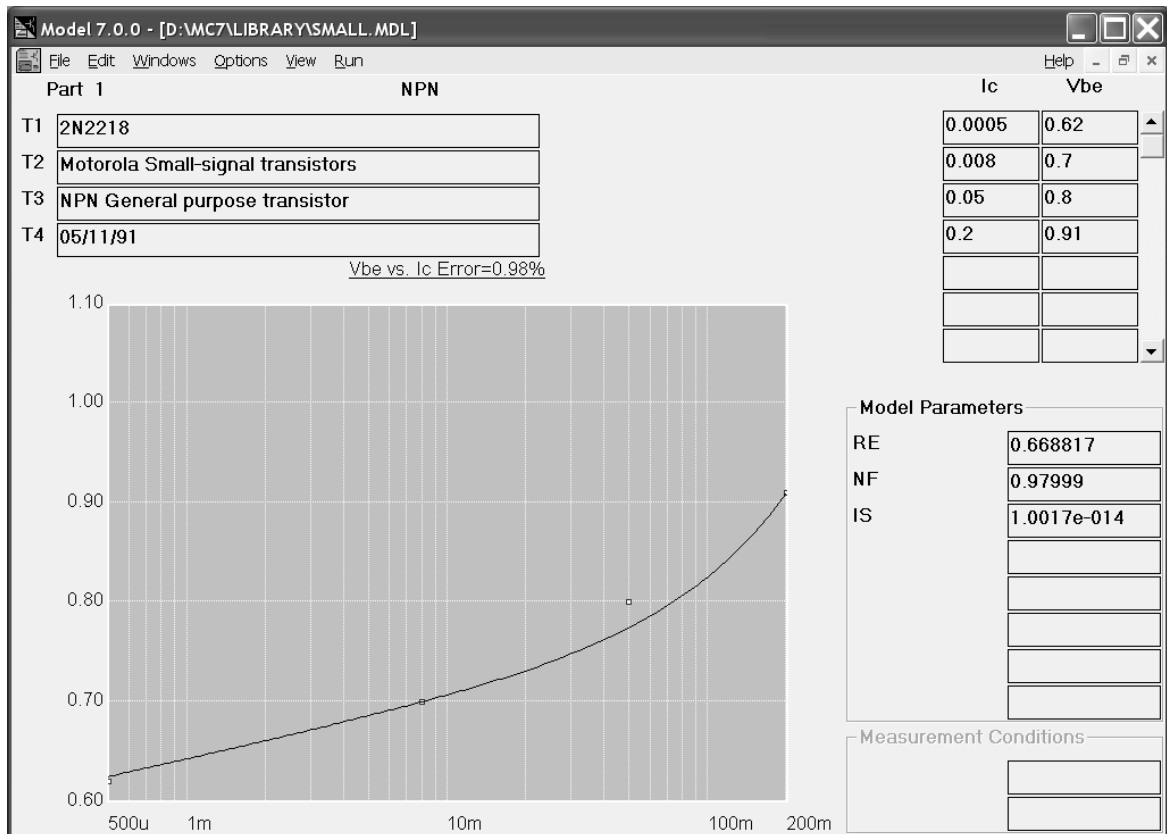 Model 7.0.0 - [D:\MC7\LIBRARY\SMALL.MDL]
File Edit Windows Options View Run Help
Part 1 NPN Ic Vbe
T1 2N2218 0.0005 0.62
T2 Motorola Small-signal transistors 0.008 0.7
T3 NPN General purpose transistor 0.05 0.8
T4 05/11/91 0.2 0.91
Vbe vs. Ic Error=0.98%
1.10
1.00
0.90
0.80
0.70
0.60
500u 1m 10m 100m 200m
Model Parameters
RE 0.668817
NF 0.97999
IS 1.0017e-014
Measurement Conditions